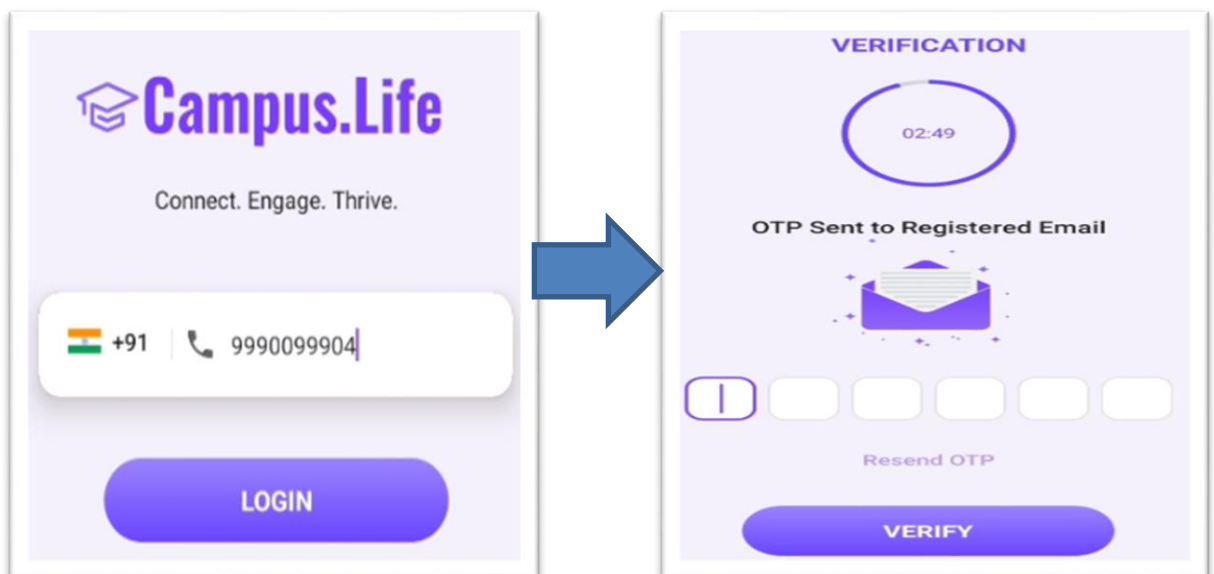 Campus.Life
Connect. Engage. Thrive.
+91 9990099904
LOGIN
VERIFICATION
02:49
OTP Sent to Registered Email
Resend OTP
VERIFY